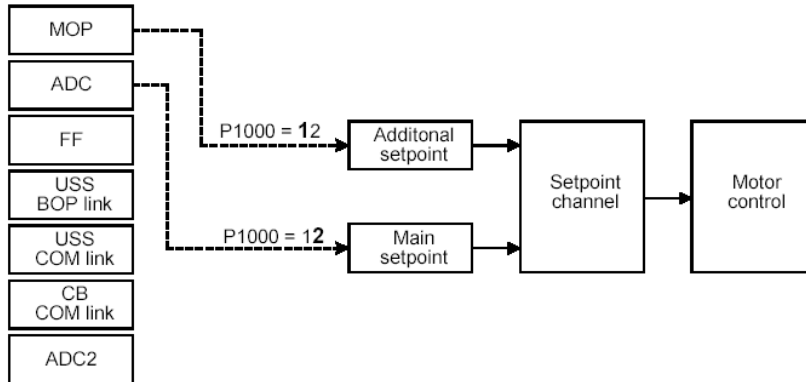 MOP
ADC
FF
USS
BOP link
USS
COM link
CB
COM link
ADC2
P1000 = 12
P1000 = 12
Additonal
setpoint
Main
setpoint
Setpoint
channel
Motor
control